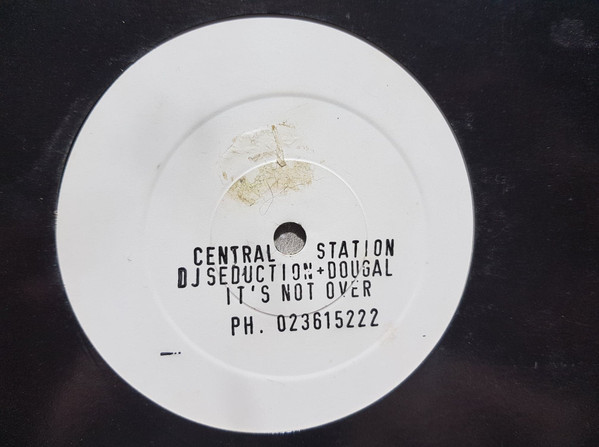 CENTRAL STATION
DJ SEDUCTION + DOUGAL
IT'S NOT OVER
PH. 023615222